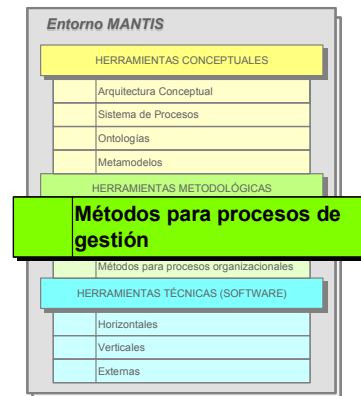 Entorno MANTIS
HERRAMIENTAS CONCEPTUALES
Arquitectura Conceptual
Sistema de Procesos
Ontologías
Metamodelos
HERRAMIENTAS METODOLÓGICAS
Métodos para procesos de
gestión
Métodos para procesos organizacionales
HERRAMIENTAS TÉCNICAS (SOFTWARE)
Horizontales
Verticales
Externas